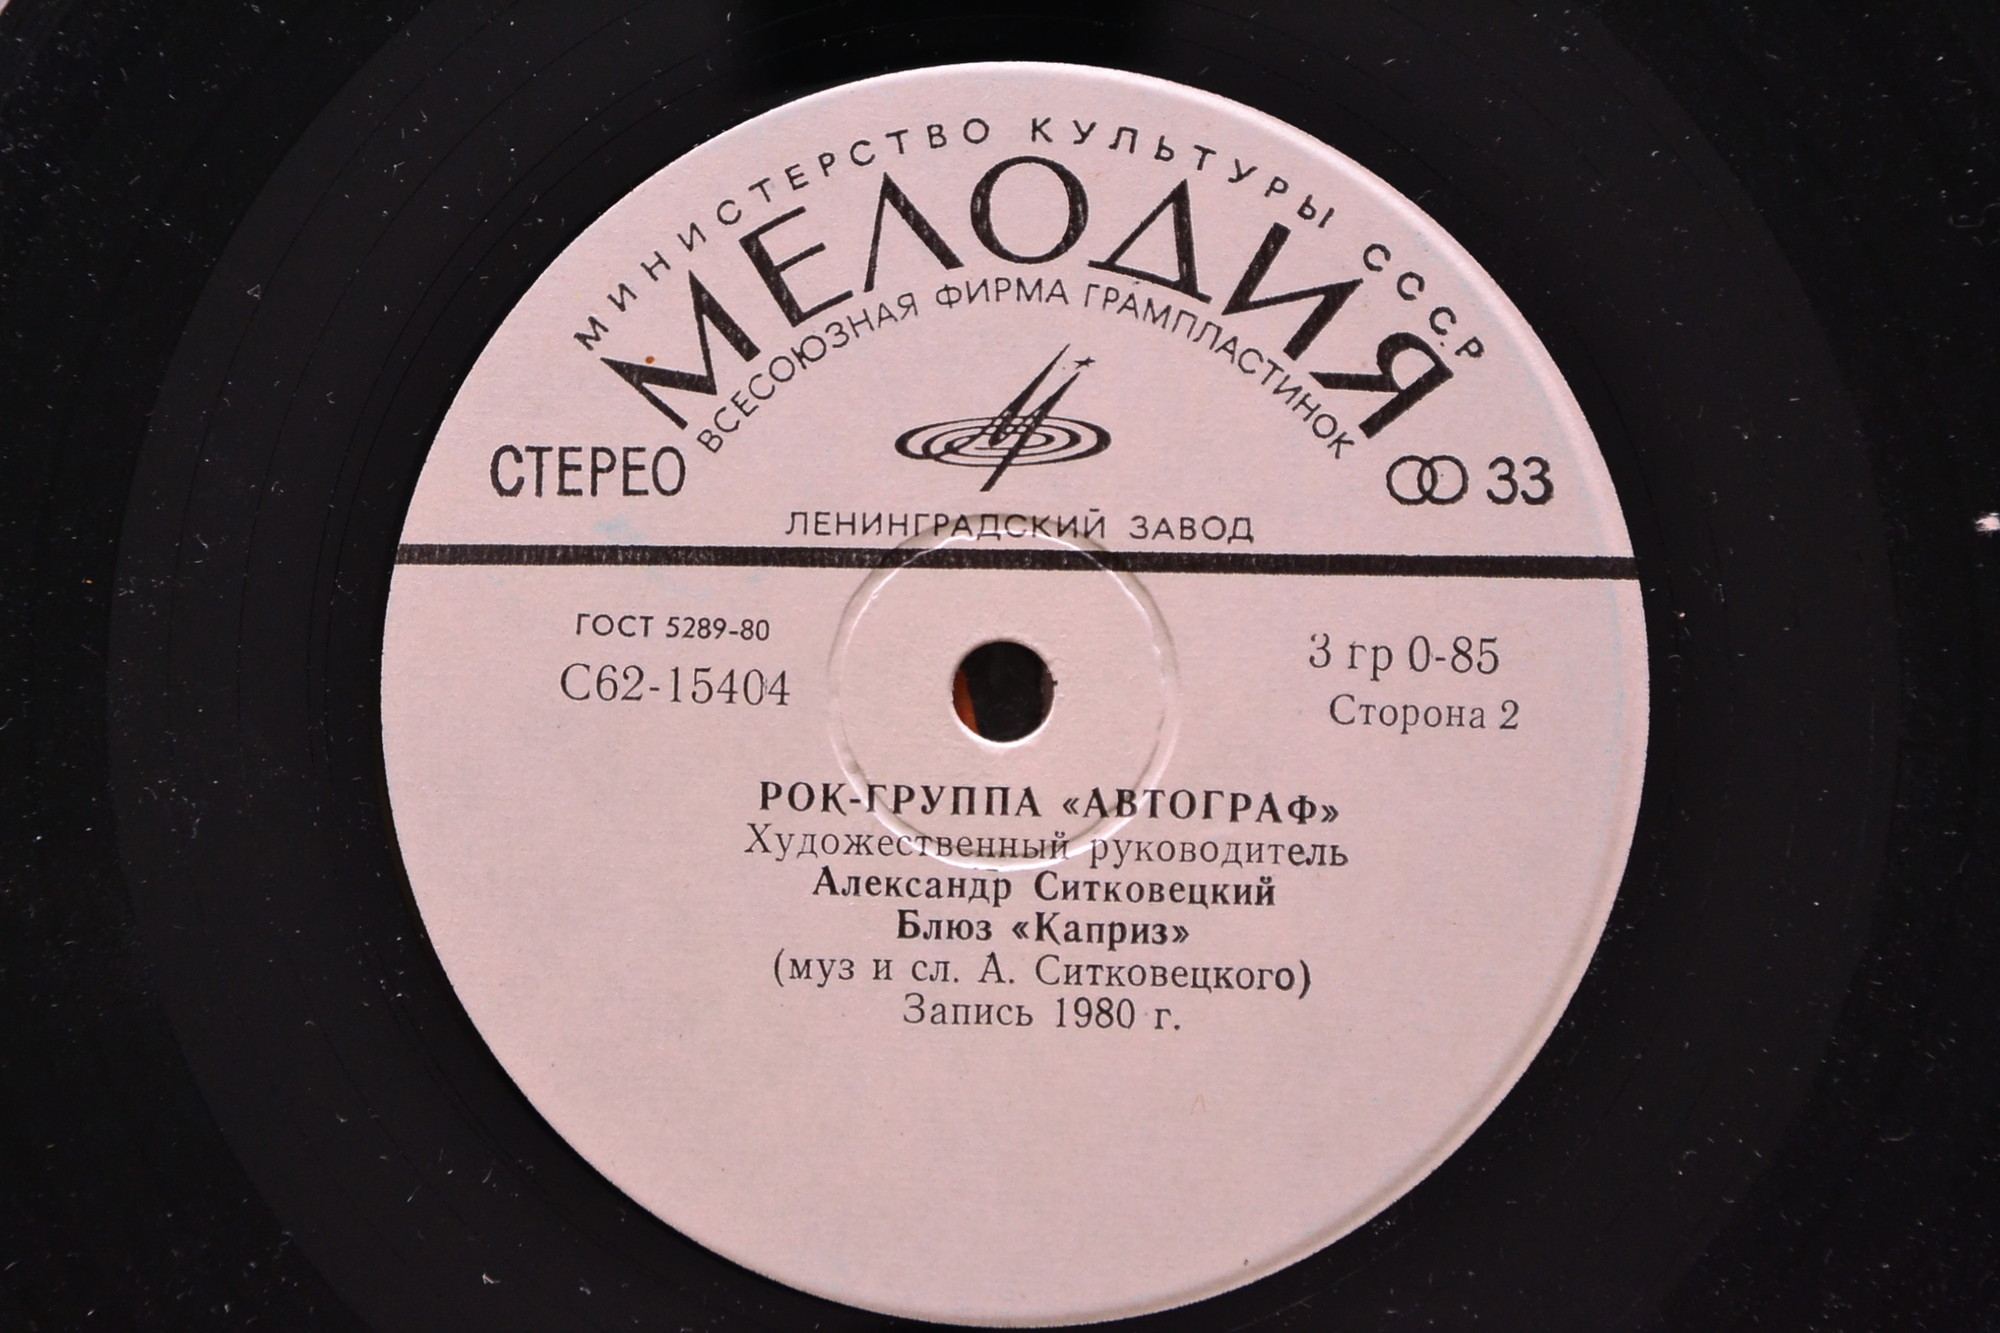 МИНИСТЕРСТВО КУЛЬТУРЫ СССР
МЕЛОДИЯ
ВСЕСОЮЗНАЯ ФИРМА ГРАМПЛАСТИНОК
СТЕРЕО
33
ЛЕНИНГРАДСКИЙ ЗАВОД
ГОСТ 5289-80
С62-15404
3 гр 0-85
Сторона 2
РОК-ГРУППА «АВТОГРАФ»
Художественный руководитель
Александр Ситковецкий
Блюз «Каприз»
(муз и сл. А. Ситковецкого)
Запись 1980 г.